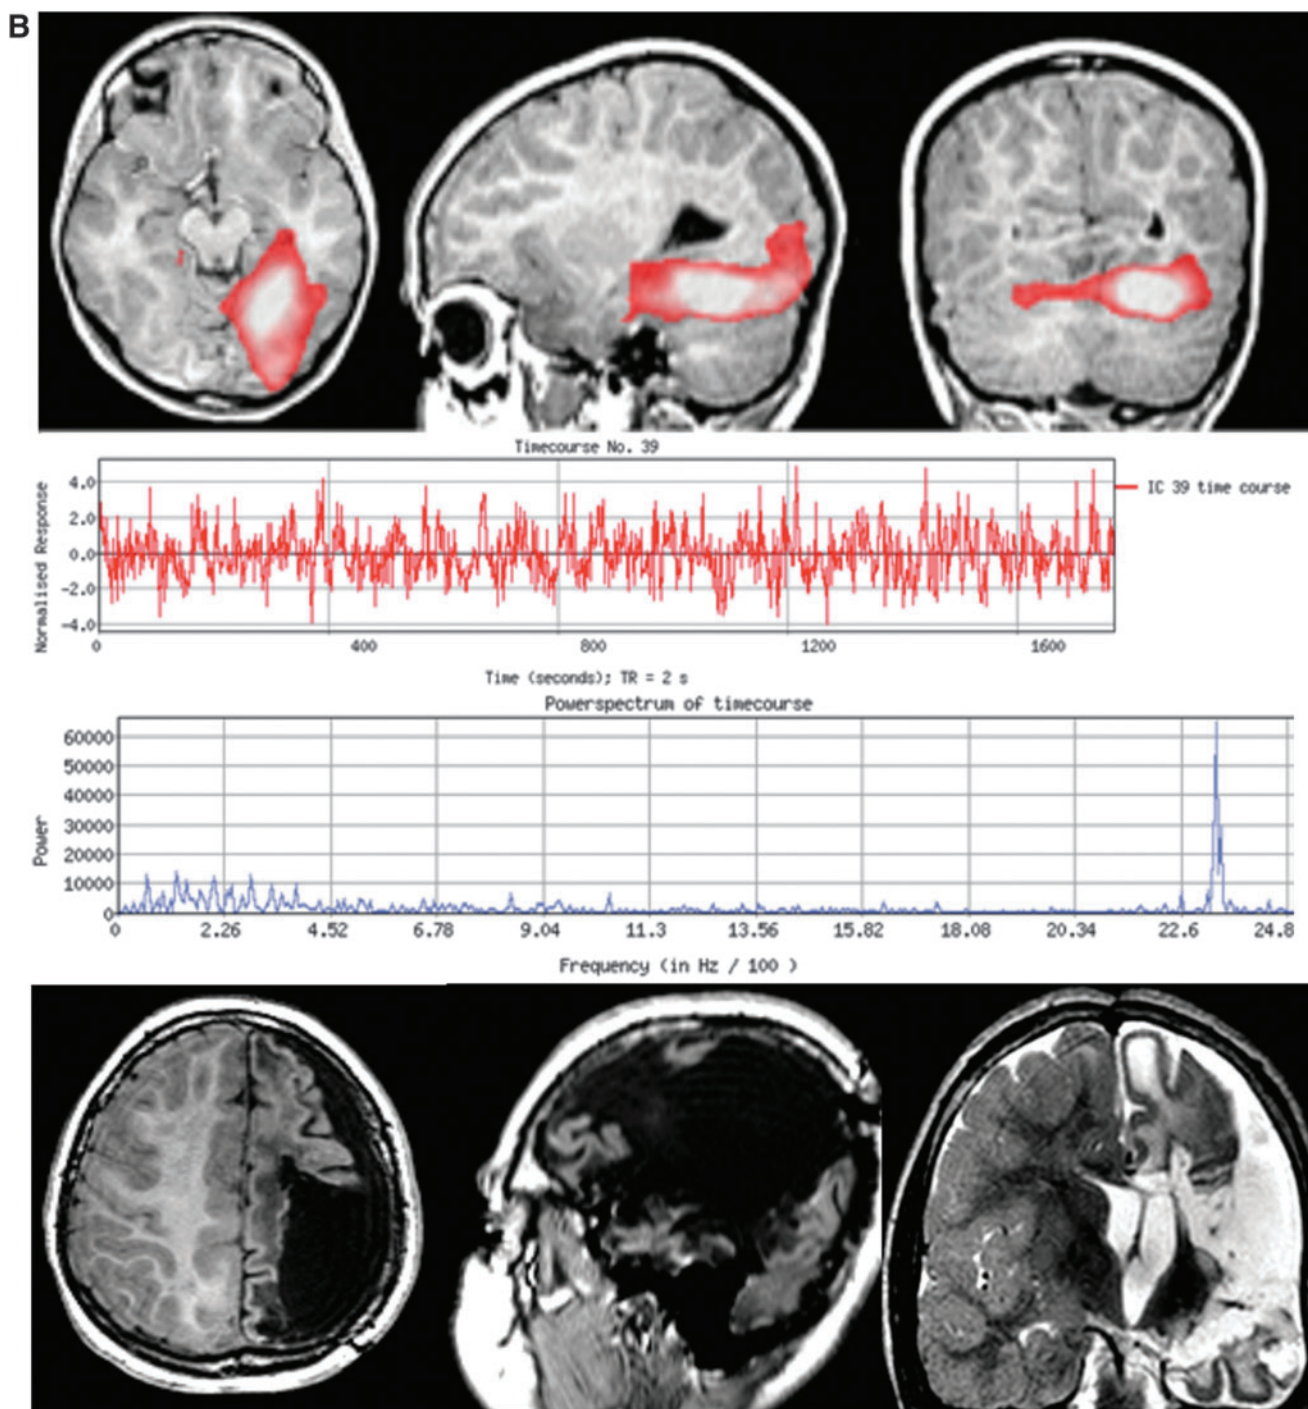 B
Timecourse No. 39
Normalised Response
4.0
2.0
0.0
-2.0
-4.0
IC 39 time course
0 400 800 1200 1600
Time (seconds); TR = 2 s
Powerspectrum of timecourse
Power
60000
50000
40000
30000
20000
10000
0
0 2.26 4.52 6.78 9.04 11.3 13.56 15.82 18.08 20.34 22.6 24.8
Frequency (in Hz / 100 )